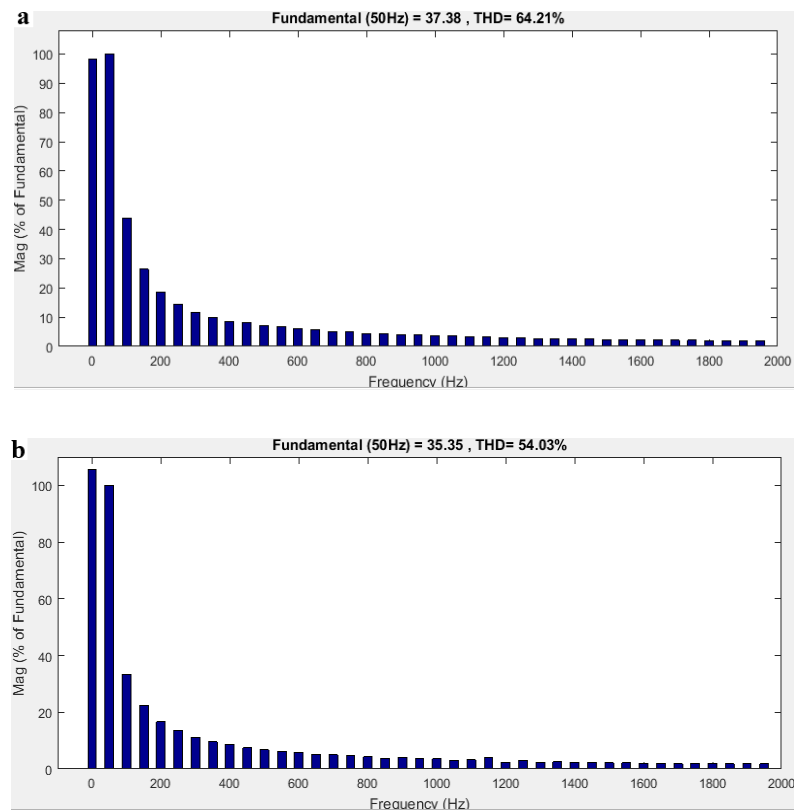 a
Fundamental (50Hz) = 37.38 , THD= 64.21%
100
90
80
70
60
50
40
30
20
10
0
Mag (% of Fundamental)
0 200 400 600 800 1000 1200 1400 1600 1800 2000
Frequency (Hz)
b
Fundamental (50Hz) = 35.35 , THD= 54.03%
100
80
60
40
20
0
Mag (% of Fundamental)
0 200 400 600 800 1000 1200 1400 1600 1800 2000
Frequency (Hz)